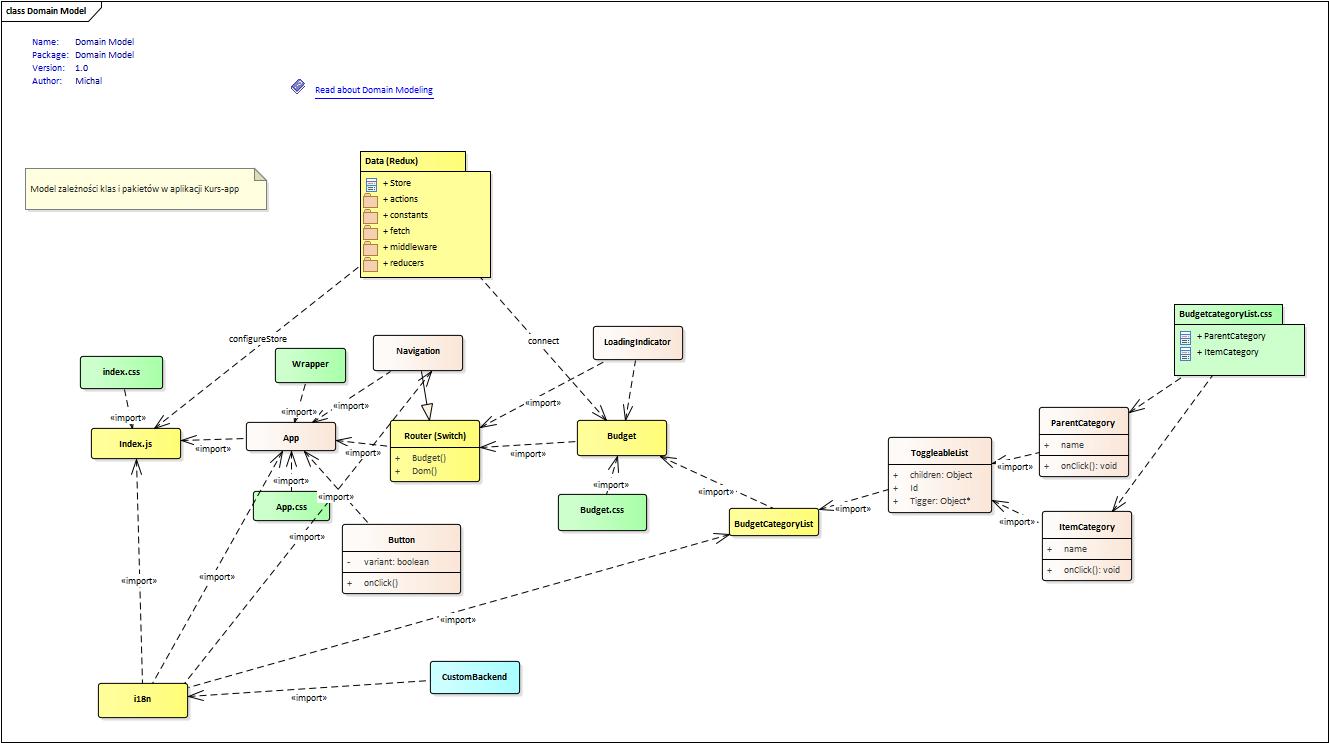 class Domain Model
Name: Domain Model
Package: Domain Model
Version: 1.0
Author: Michal
Read about Domain Modeling
Model zależności klas i pakietów w aplikacji Kurs-app
Data (Redux)
+ Store
+ actions
+ constants
+ fetch
+ middleware
+ reducers
configureStore
connect
index.css
Wrapper
Navigation
LoadingIndicator
BudgetcategoryList.css
+ ParentCategory
+ ItemCategory
«import»
«import»
«import»
«import»
Index.js
App
Router (Switch)
+ Budget()
+ Dom()
Budget
«import»
«import»
«import»
ToggleableList
+ children: Object
+ Id
+ Tigger: Object*
ParentCategory
+ name
+ onClick(): void
«import»
«import»
«import»
«import»
«import»
App.css
Budget.css
BudgetCategoryList
«import»
«import»
ItemCategory
+ name
+ onClick(): void
«import»
Button
- variant: boolean
+ onClick()
«import»
«import»
«import»
i18n
CustomBackend
«import»